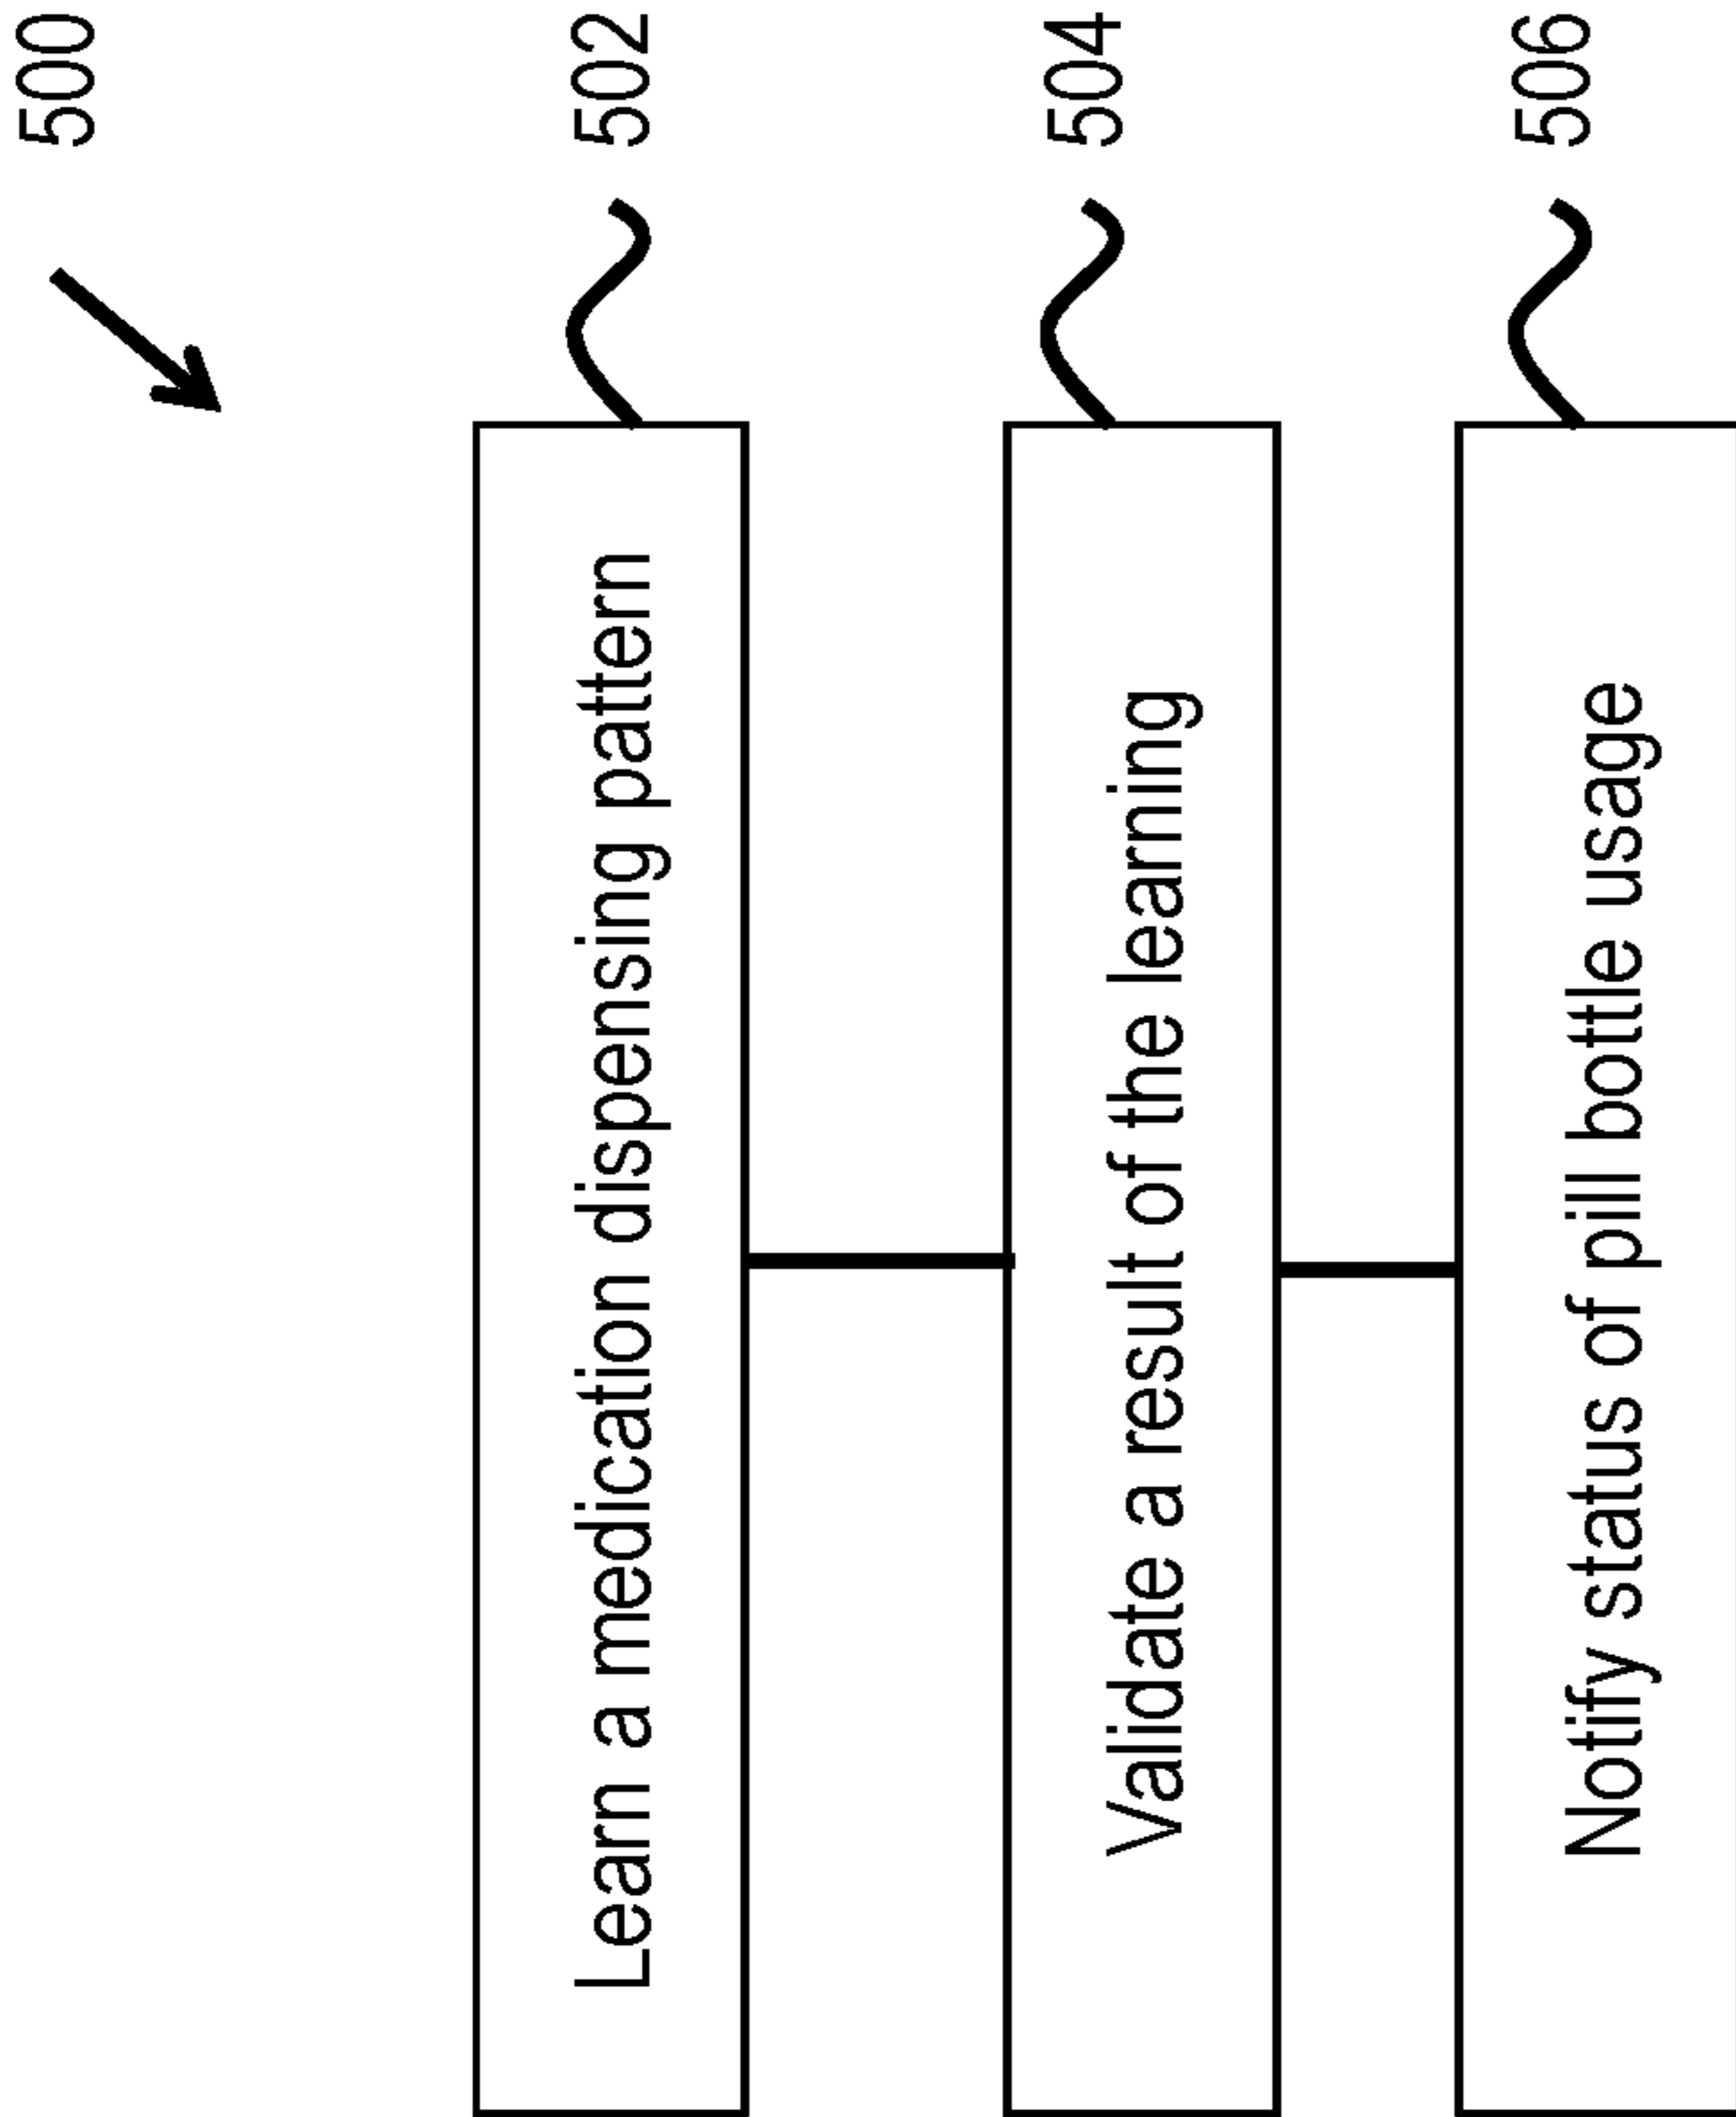 500
Learn a medication dispensing pattern
502
Validate a result of the learning
504
Notify status of pill bottle usage
506